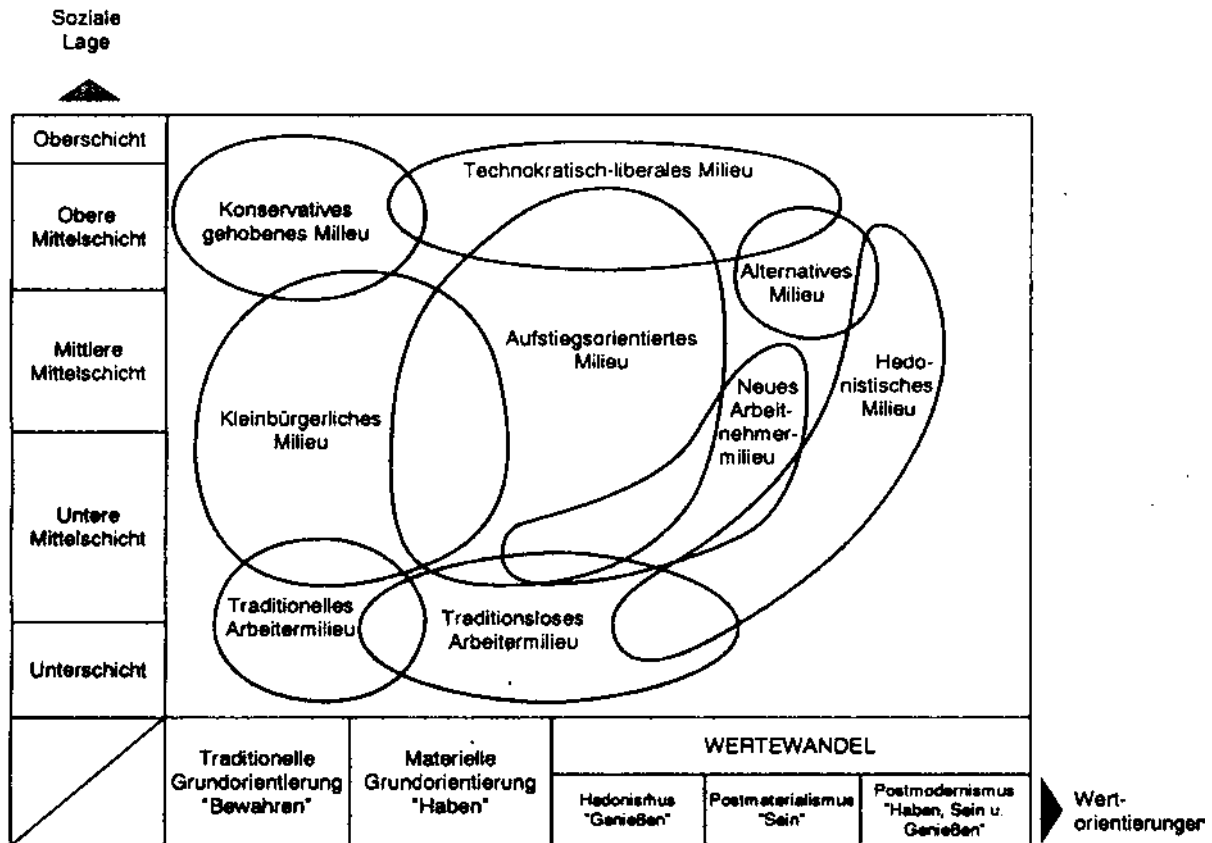 Soziale
Lage
Oberschicht
Obere
Mittelschicht
Mittlere
Mittelschicht
Untere
Mittelschicht
Unterschicht
Konservatives
gehobenes Milieu
Technokratisch-liberales Milieu
Alternatives
Milieu
Aufstiegsorientiertes
Milieu
Hedo-
nistisches
Milieu
Kleinbürgerliches
Milieu
Neues
Arbeit-
nehmer-
milieu
Traditionelles
Arbeitermilieu
Traditionsloses
Arbeitermilieu
Traditionelle
Grundorientierung
"Bewahren"
Materielle
Grundorientierung
"Haben"
WERTEWANDEL
Hedonismus
"Genießen"
Postmaterialismus
"Sein"
Postmodernismus
"Haben, Sein u.
Genießen"
Wert-
orientierungen